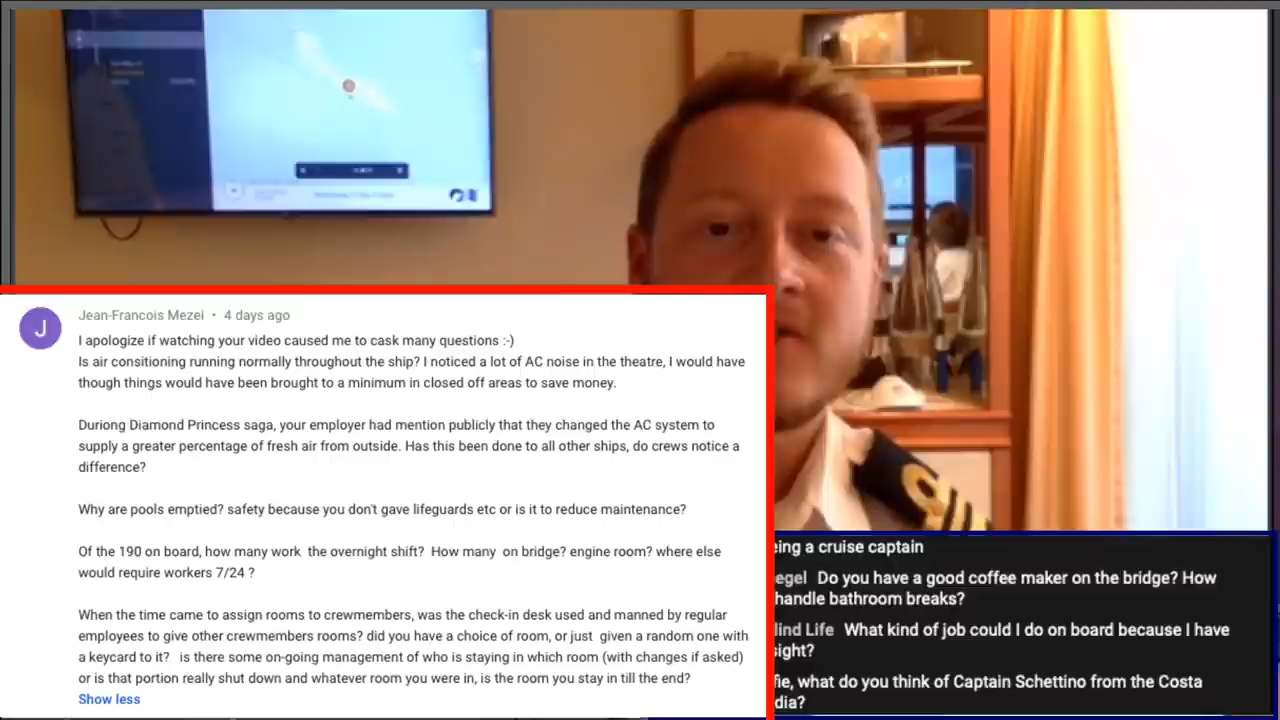 J
Jean-Francois Mezei • 4 days ago
I apologize if watching your video caused me to cask many questions :-)
Is air consitioning running normally throughout the ship? I noticed a lot of AC noise in the theatre, I would have
though things would have been brought to a minimum in closed off areas to save money.
Duriong Diamond Princess saga, your employer had mention publicly that they changed the AC system to
supply a greater percentage of fresh air from outside. Has this been done to all other ships, do crews notice a
difference?
Why are pools emptied? safety because you don't gave lifeguards etc or is it to reduce maintenance?
Of the 190 on board, how many work the overnight shift? How many on bridge? engine room? where else
would require workers 7/24 ?
When the time came to assign rooms to crewmembers, was the check-in desk used and manned by regular
employees to give other crewmembers rooms? did you have a choice of room, or just given a random one with
a keycard to it? is there some on-going management of who is staying in which room (with changes if asked)
or is that portion really shut down and whatever room you were in, is the room you stay in till the end?
Show less
eing a cruise captain
egel Do you have a good coffee maker on the bridge? How
handle bathroom breaks?
lind Life What kind of job could I do on board because I have
sight?
fie, what do you think of Captain Schettino from the Costa
dia?